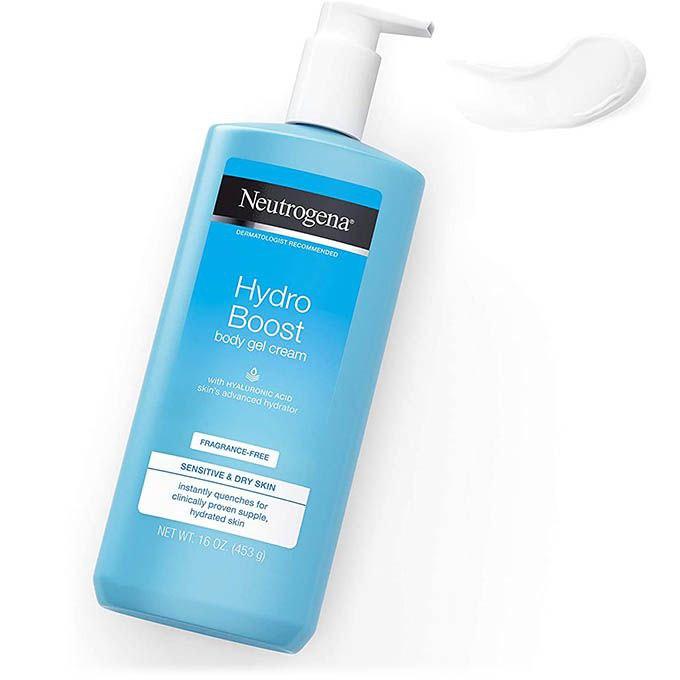 Neutrogena®
DERMATOLOGIST RECOMMENDED
Hydro
Boost
body gel cream
with HYALURONIC ACID
skin's advanced hydrator
FRAGRANCE-FREE
SENSITIVE & DRY SKIN
instantly quenches for
clinically proven supple,
hydrated skin
NET WT. 16 OZ. (453 g)